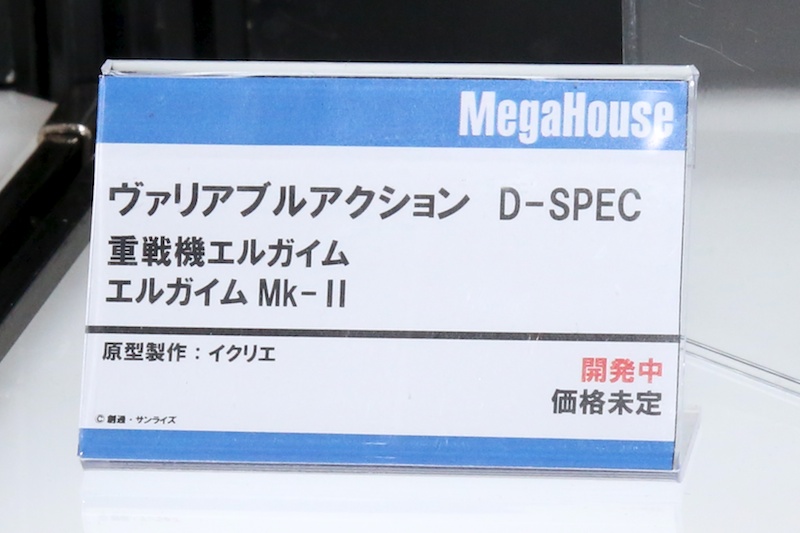 MegaHouse
ヴァリアブルアクション D-SPEC
重戦機エルガイム
エルガイム Mk-II
原型製作：イクリエ
開発中
価格未定
© 創通・サンライズ